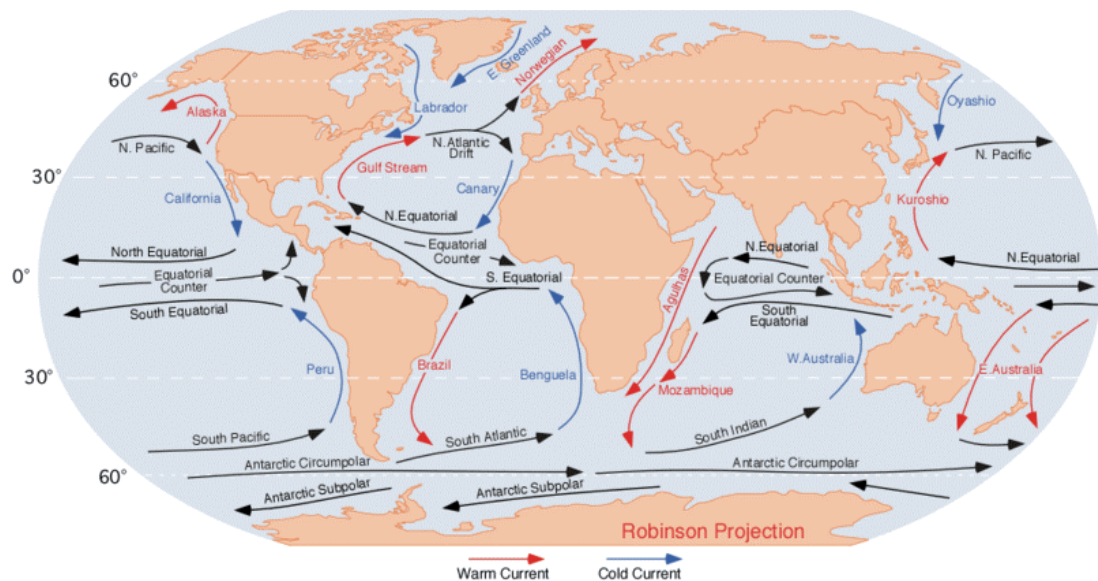 E. Greenland
Norwegian
60°
Alaska
Labrador
Oyashio
N. Pacific
N.Atlantic
Drift
N. Pacific
Gulf Stream
30°
California
Canary
Kuroshio
N.Equatorial
North Equatorial
Equatorial
Counter
N.Equatorial
N.Equatorial
0°
Equatorial
Counter
S. Equatorial
Equatorial Counter
Agulhas
South Equatorial
South
Equatorial
Peru
Brazil
Benguela
W.Australia
E.Australia
30°
Mozambique
South Pacific
South Atlantic
South Indian
Antarctic Circumpolar
Antarctic Circumpolar
60°
Antarctic Subpolar
Antarctic Subpolar
Robinson Projection
Warm Current
Cold Current